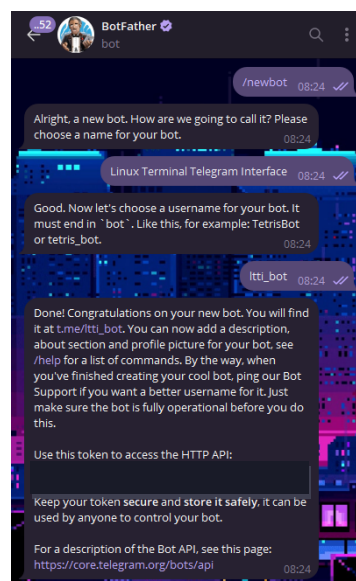 ..52
BotFather
bot
/newbot 08:24
Alright, a new bot. How are we going to call it? Please
choose a name for your bot.
08:24
Linux Terminal Telegram Interface 08:24
Good. Now let's choose a username for your bot. It
must end in `bot`. Like this, for example: TetrisBot
or tetris_bot.
08:24
ltti_bot 08:24
Done! Congratulations on your new bot. You will find
it at t.me/ltti_bot. You can now add a description,
about section and profile picture for your bot, see
/help for a list of commands. By the way, when
you've finished creating your cool bot, ping our Bot
Support if you want a better username for it. Just
make sure the bot is fully operational before you do
this.
Use this token to access the HTTP API:
Keep your token secure and store it safely, it can be
used by anyone to control your bot.
For a description of the Bot API, see this page:
https://core.telegram.org/bots/api 08:24